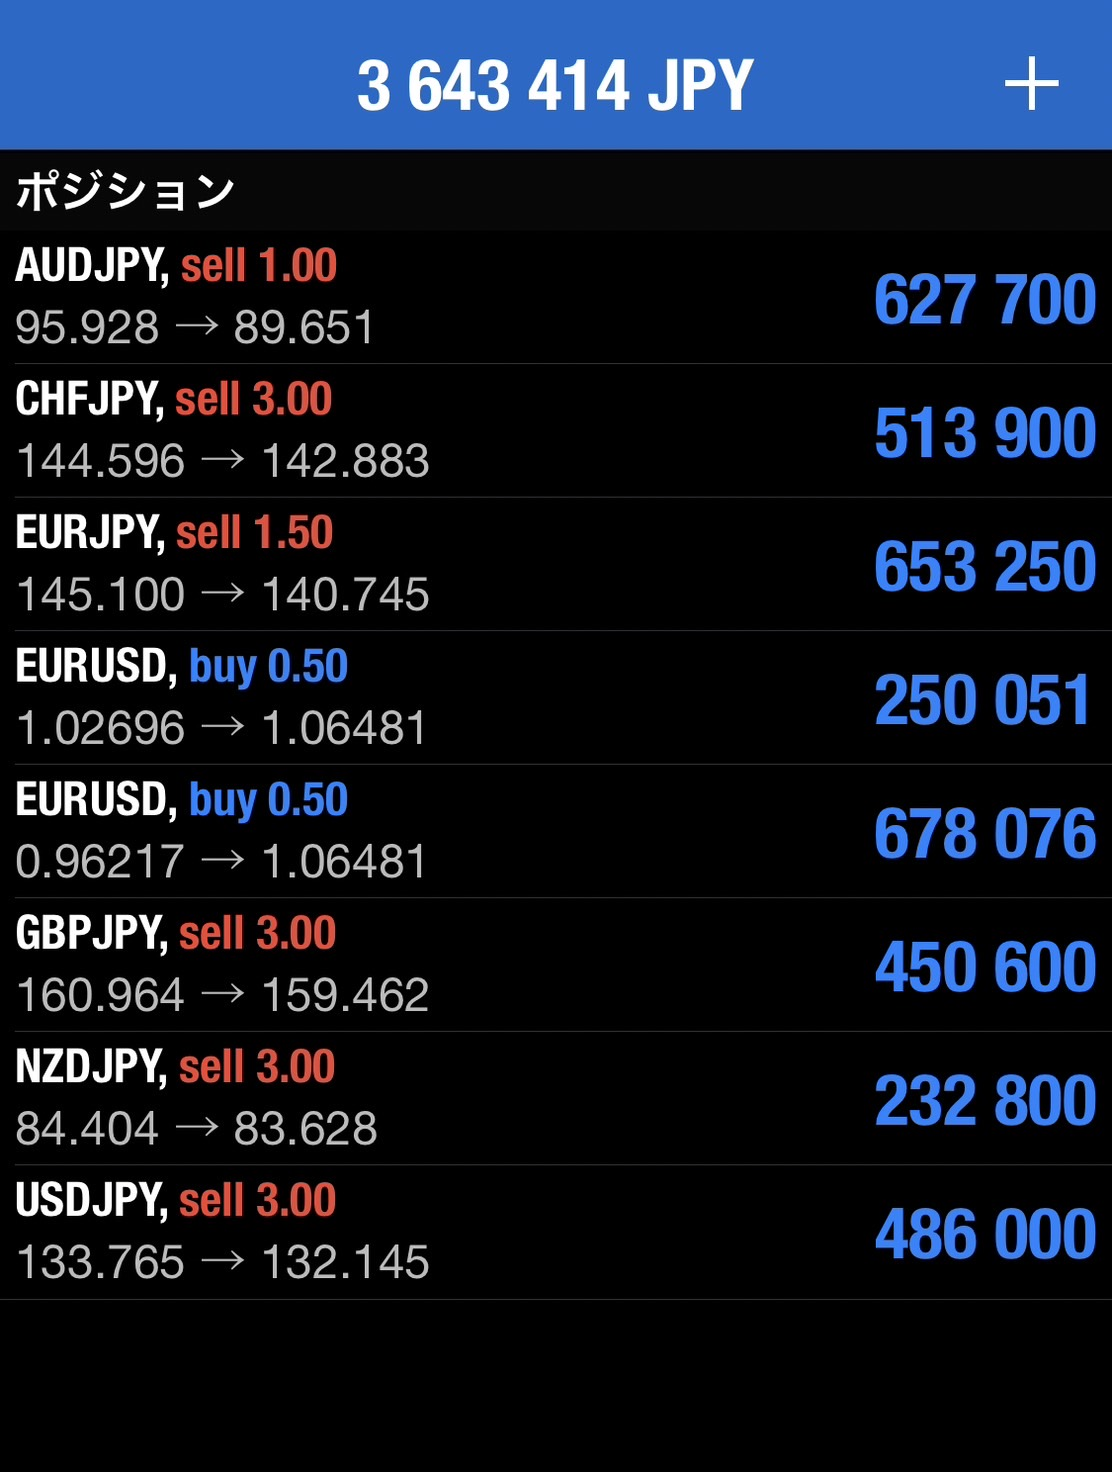 3 643 414 JPY
ポジション
AUDJPY, sell 1.00
95.928 → 89.651
627 700
CHFJPY, sell 3.00
144.596 → 142.883
513 900
EURJPY, sell 1.50
145.100 → 140.745
653 250
EURUSD, buy 0.50
1.02696 → 1.06481
250 051
EURUSD, buy 0.50
0.96217 → 1.06481
678 076
GBPJPY, sell 3.00
160.964 → 159.462
450 600
NZDJPY, sell 3.00
84.404 → 83.628
232 800
USDJPY, sell 3.00
133.765 → 132.145
486 000